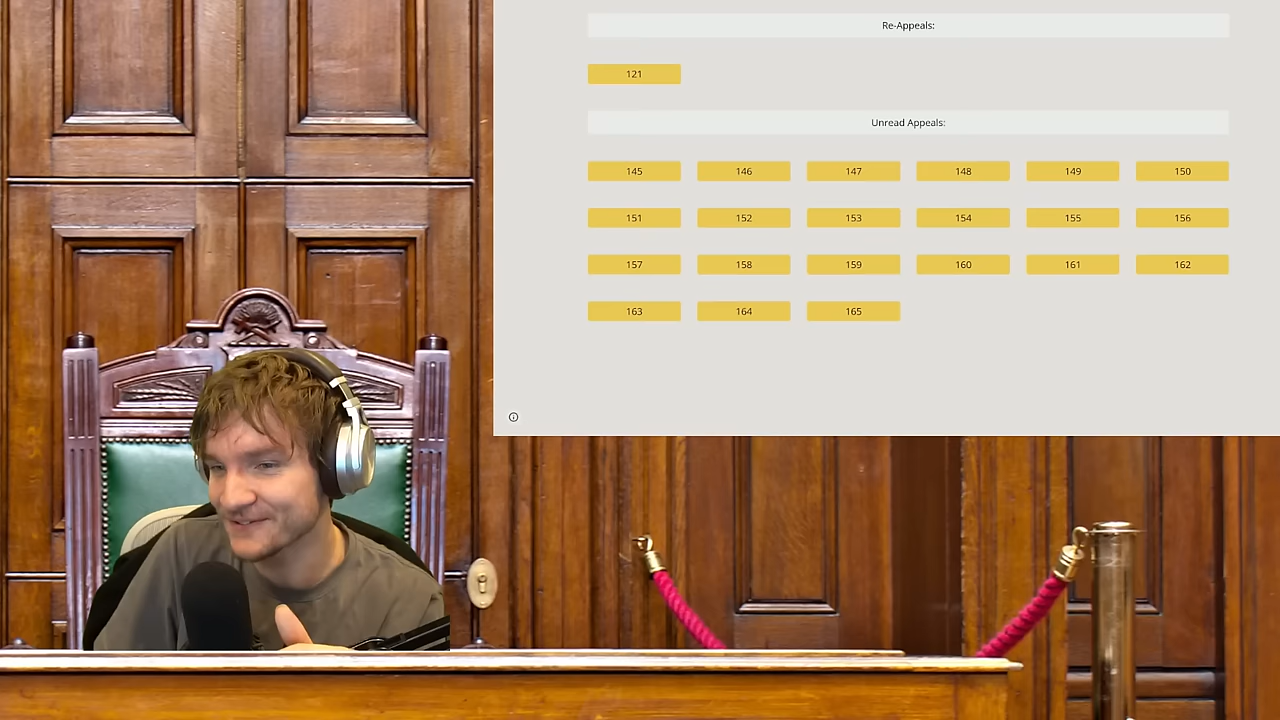 Re-Appeals:
121
Unread Appeals:
145 146 147 148 149 150
151 152 153 154 155 156
157 158 159 160 161 162
163 164 165